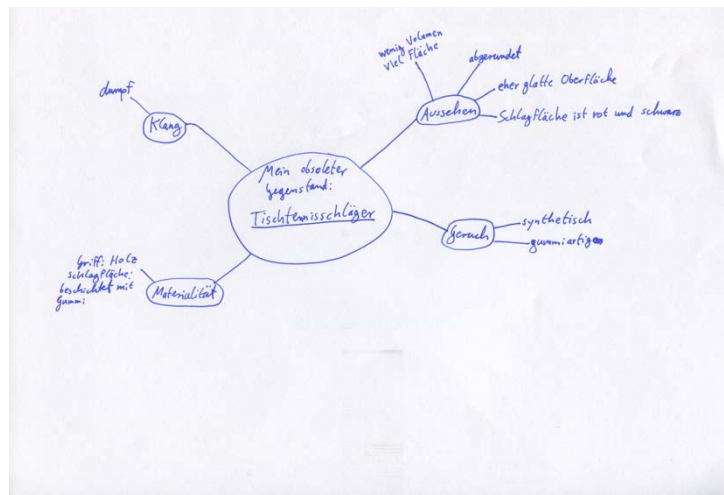 Mein obsoleter
Gegenstand:
Tischtennisschläger
Klang
dumpf
Aussehen
wenig Volumen
viel Fläche
abgerundet
eher glatte Oberfläche
Schlagfläche ist rot und schwarz
Geruch
synthetisch
gummiartig
Materialität
Griff: Holz
Schlagfläche:
beschichtet mit
Gummi